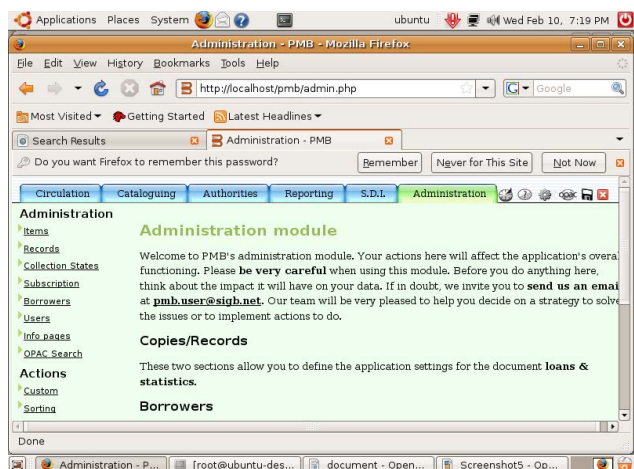 Applications Places System ubuntu Wed Feb 10, 7:19 PM
Administration - PMB - Mozilla Firefox
File Edit View History Bookmarks Tools Help
http://localhost/pmb/admin.php Google
Most Visited Getting Started Latest Headlines
Search Results Administration - PMB
Do you want Firefox to remember this password? Remember Never for This Site Not Now
Circulation Cataloguing Authorities Reporting S.D.I. Administration opac
Administration
Items
Records
Collection States
Subscription
Borrowers
Users
Info pages
OPAC Search
Actions
Custom
Sorting
Administration module
Welcome to PMB's administration module. Your actions here will affect the application's overal
functioning. Please be very careful when using this module. Before you do anything here,
think about the impact it will have on your data. If in doubt, we invite you to send us an emai
at pmb.user@sigb.net. Our team will be very pleased to help you decide on a strategy to solve
the issues or to implement actions to do.
Copies/Records
These two sections allow you to define the application settings for the document loans &
statistics.
Borrowers
Done
Administration - P... [root@ubuntu-des... document - Open... Screenshot5 - Op...